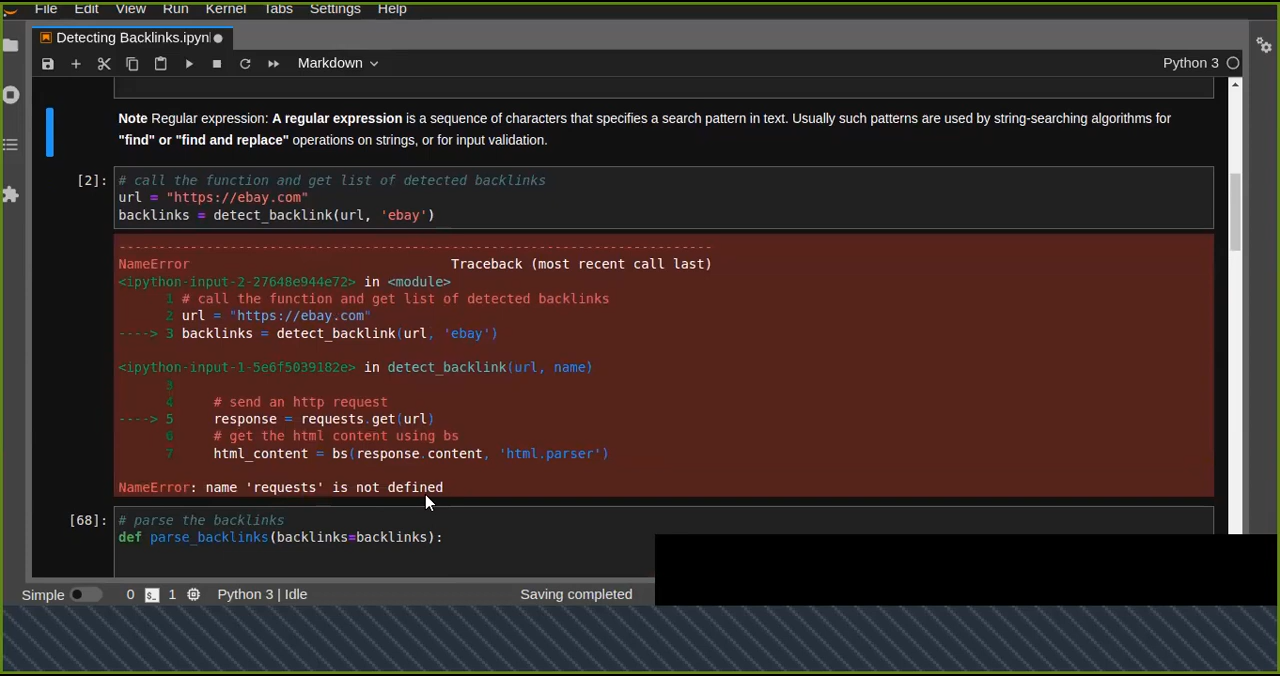 File Edit View Run Kernel Tabs Settings Help
Detecting Backlinks.ipynl
Markdown Python 3
Note Regular expression: A regular expression is a sequence of characters that specifies a search pattern in text. Usually such patterns are used by string-searching algorithms for
"find" or "find and replace" operations on strings, or for input validation.
[2]: # call the function and get list of detected backlinks
url = "https://ebay.com"
backlinks = detect_backlink(url, 'ebay')
---------------------------------------------------------------------------
NameError Traceback (most recent call last)
<ipython-input-2-27648e944e72> in <module>
1 # call the function and get list of detected backlinks
2 url = "https://ebay.com"
----> 3 backlinks = detect_backlink(url, 'ebay')
<ipython-input-1-5e6f5039182e> in detect_backlink(url, name)
3
4 # send an http request
----> 5 response = requests.get(url)
6 # get the html content using bs
7 html_content = bs(response.content, 'html.parser')
NameError: name 'requests' is not defined
[68]: # parse the backlinks
def parse_backlinks(backlinks=backlinks):
Simple 0 1 Python 3 | Idle Saving completed